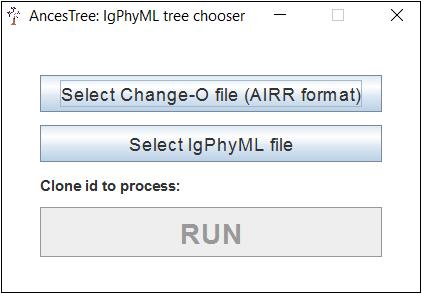 AncesTree: IgPhyML tree chooser
Select Change-O file (AIRR format)
Select IgPhyML file
Clone id to process:
RUN